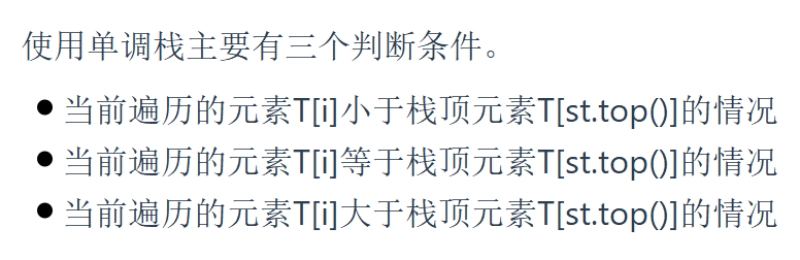 使用单调栈主要有三个判断条件。
● 当前遍历的元素T[i]小于栈顶元素T[st.top()]的情况
● 当前遍历的元素T[i]等于栈顶元素T[st.top()]的情况
● 当前遍历的元素T[i]大于栈顶元素T[st.top()]的情况